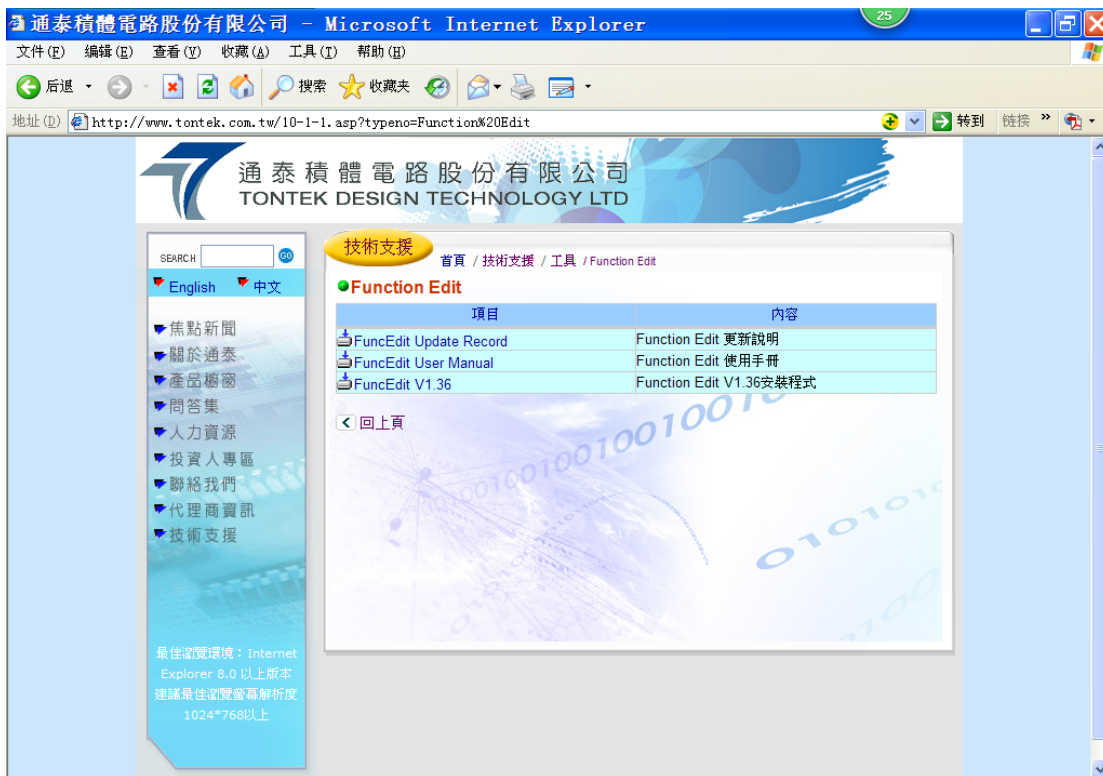 通泰積體電路股份有限公司 - Microsoft Internet Explorer
25
文件(F) 编辑(E) 查看(V) 收藏(A) 工具(T) 帮助(H)
后退 搜索 收藏夹
地址(D) http://www.tontek.com.tw/10-1-1.asp?typeno=Function%20Edit 转到 链接 »
通泰積體電路股份有限公司
TONTEK DESIGN TECHNOLOGY LTD
SEARCH GO
English 中文
焦點新聞
關於通泰
產品櫥窗
問答集
人力資源
投資人專區
聯絡我們
代理商資訊
技術支援
最佳瀏覽環境：Internet
Explorer 8.0 以上版本
建議最佳瀏覽螢幕解析度
1024*768以上
技術支援
首頁 / 技術支援 / 工具 / Function Edit
Function Edit
項目 內容
FuncEdit Update Record Function Edit 更新說明
FuncEdit User Manual Function Edit 使用手冊
FuncEdit V1.36 Function Edit V1.36安裝程式
回上頁